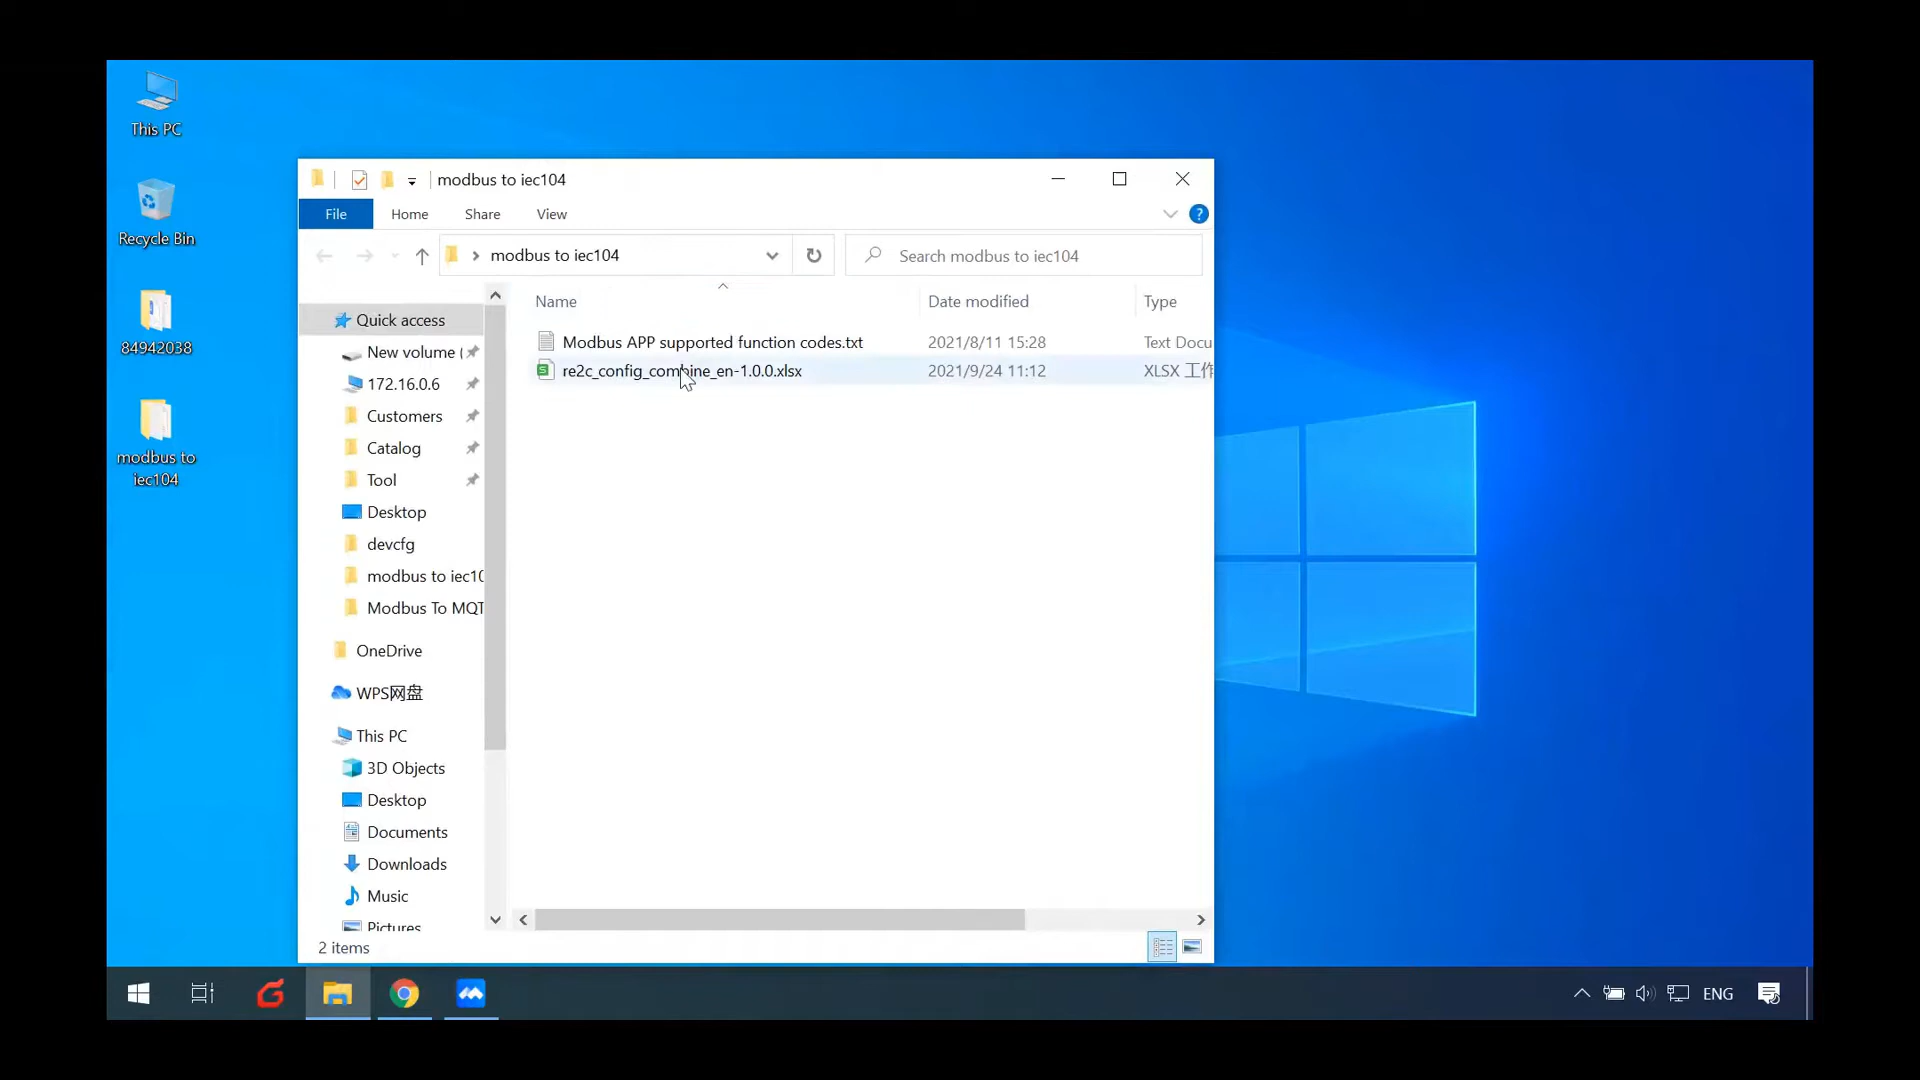 This PC
Recycle Bin
84942038
modbus to
iec104
modbus to iec104
File Home Share View
modbus to iec104
Search modbus to iec104
Name Date modified Type
Modbus APP supported function codes.txt 2021/8/11 15:28 Text Docu
re2c_config_combine_en-1.0.0.xlsx 2021/9/24 11:12 XLSX 工作
Quick access
New volume (
172.16.0.6
Customers
Catalog
Tool
Desktop
devcfg
modbus to iec10
Modbus To MQT
OneDrive
WPS网盘
This PC
3D Objects
Desktop
Documents
Downloads
Music
Pictures
2 items
ENG